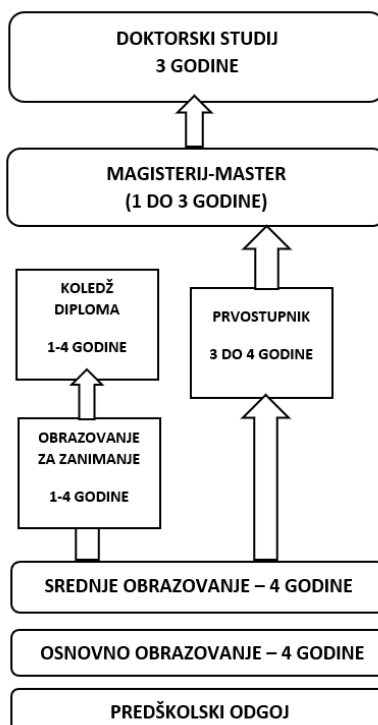 DOKTORSKI STUDIJ
3 GODINE
MAGISTERIJ-MASTER
(1 DO 3 GODINE)
KOLEDŽ
DIPLOMA
1-4 GODINE
PRVOSTUPNIK
3 DO 4 GODINE
OBRAZOVANJE
ZA ZANIMANJE
1-4 GODINE
SREDNJE OBRAZOVANJE – 4 GODINE
OSNOVNO OBRAZOVANJE – 4 GODINE
PREDŠKOLSKI ODGOJ